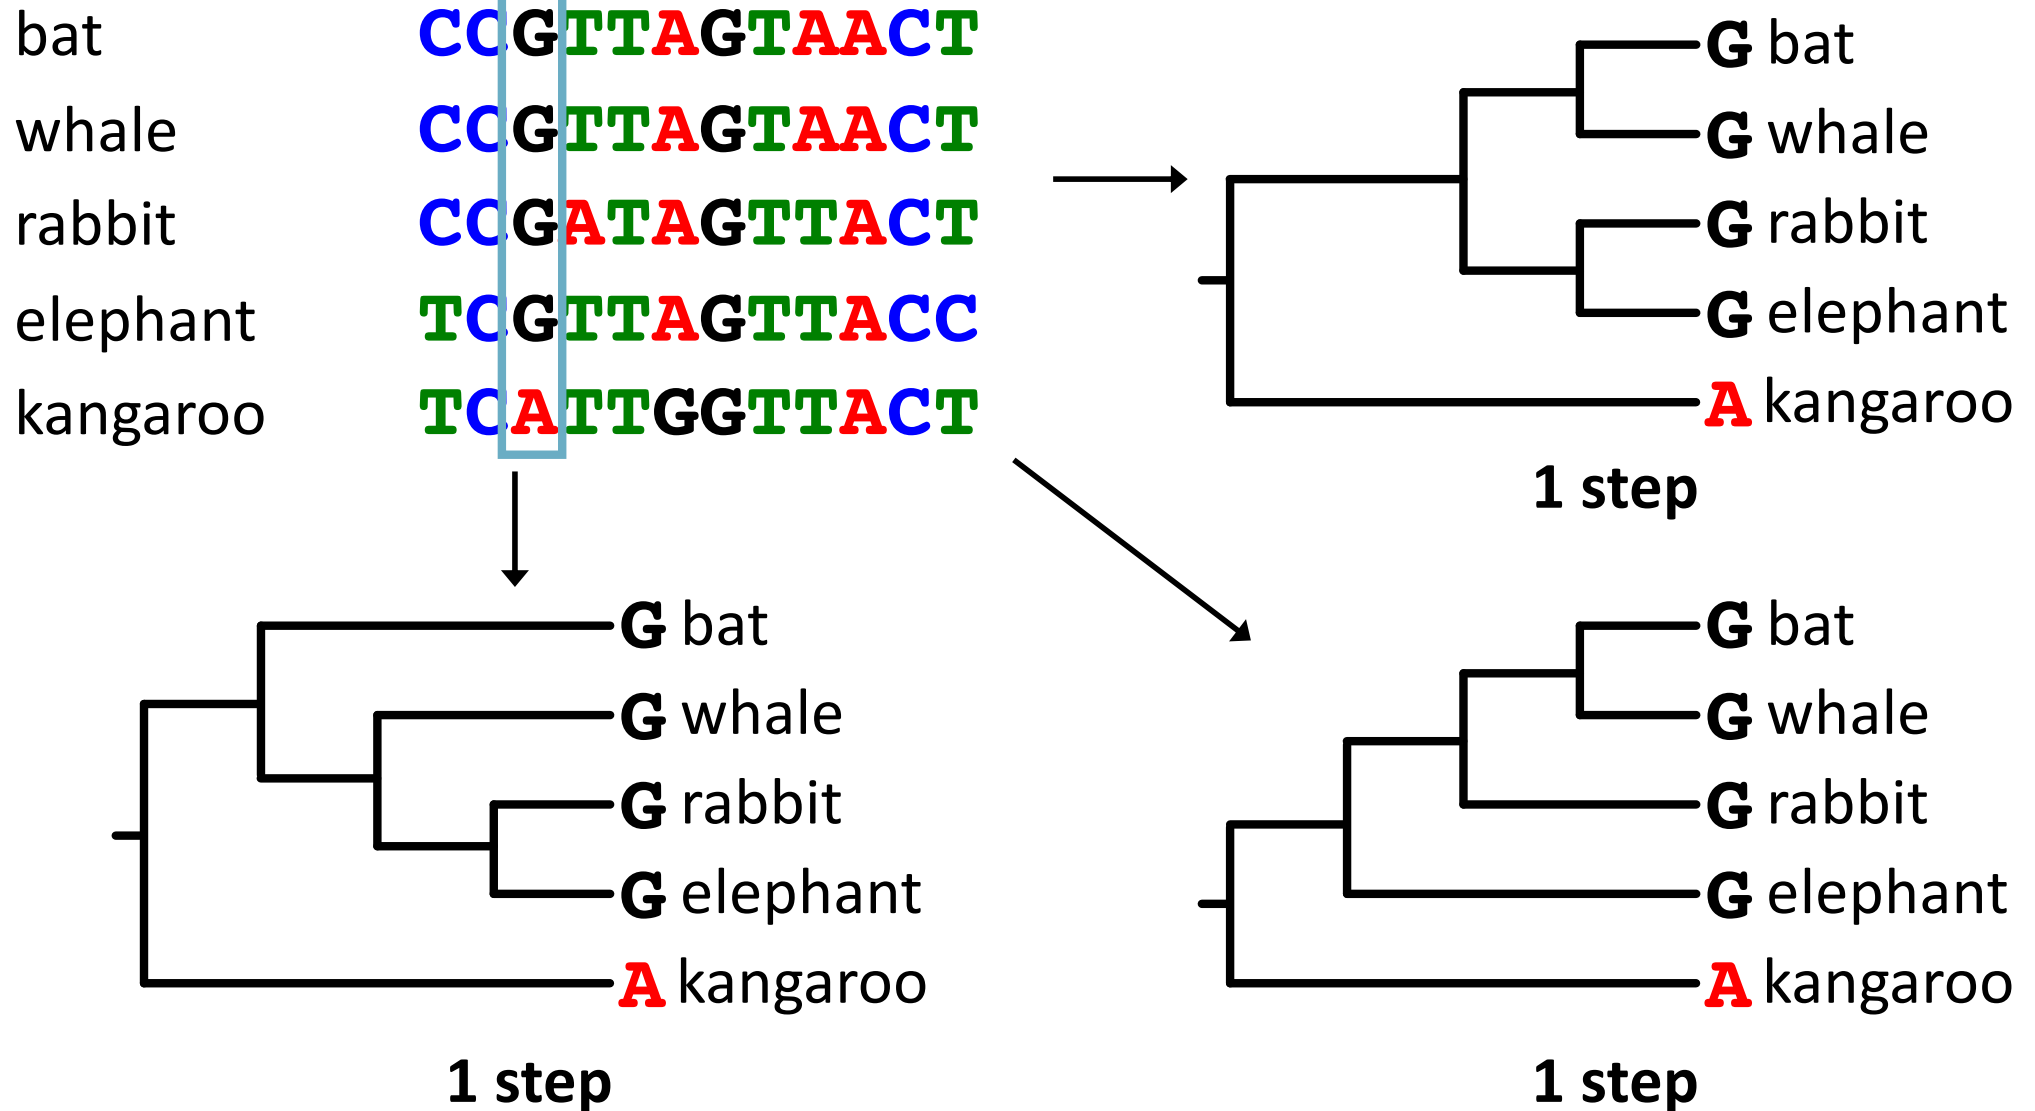 bat CCGTTAGTAACT
whale CCGTTAGTAACT
rabbit CCGATAGTTACT
elephant TCGTTAGTTACC
kangaroo TCATTGGTTACT
G bat
G whale
G rabbit
G elephant
A kangaroo
1 step
G bat
G whale
G rabbit
G elephant
A kangaroo
1 step
G bat
G whale
G rabbit
G elephant
A kangaroo
1 step